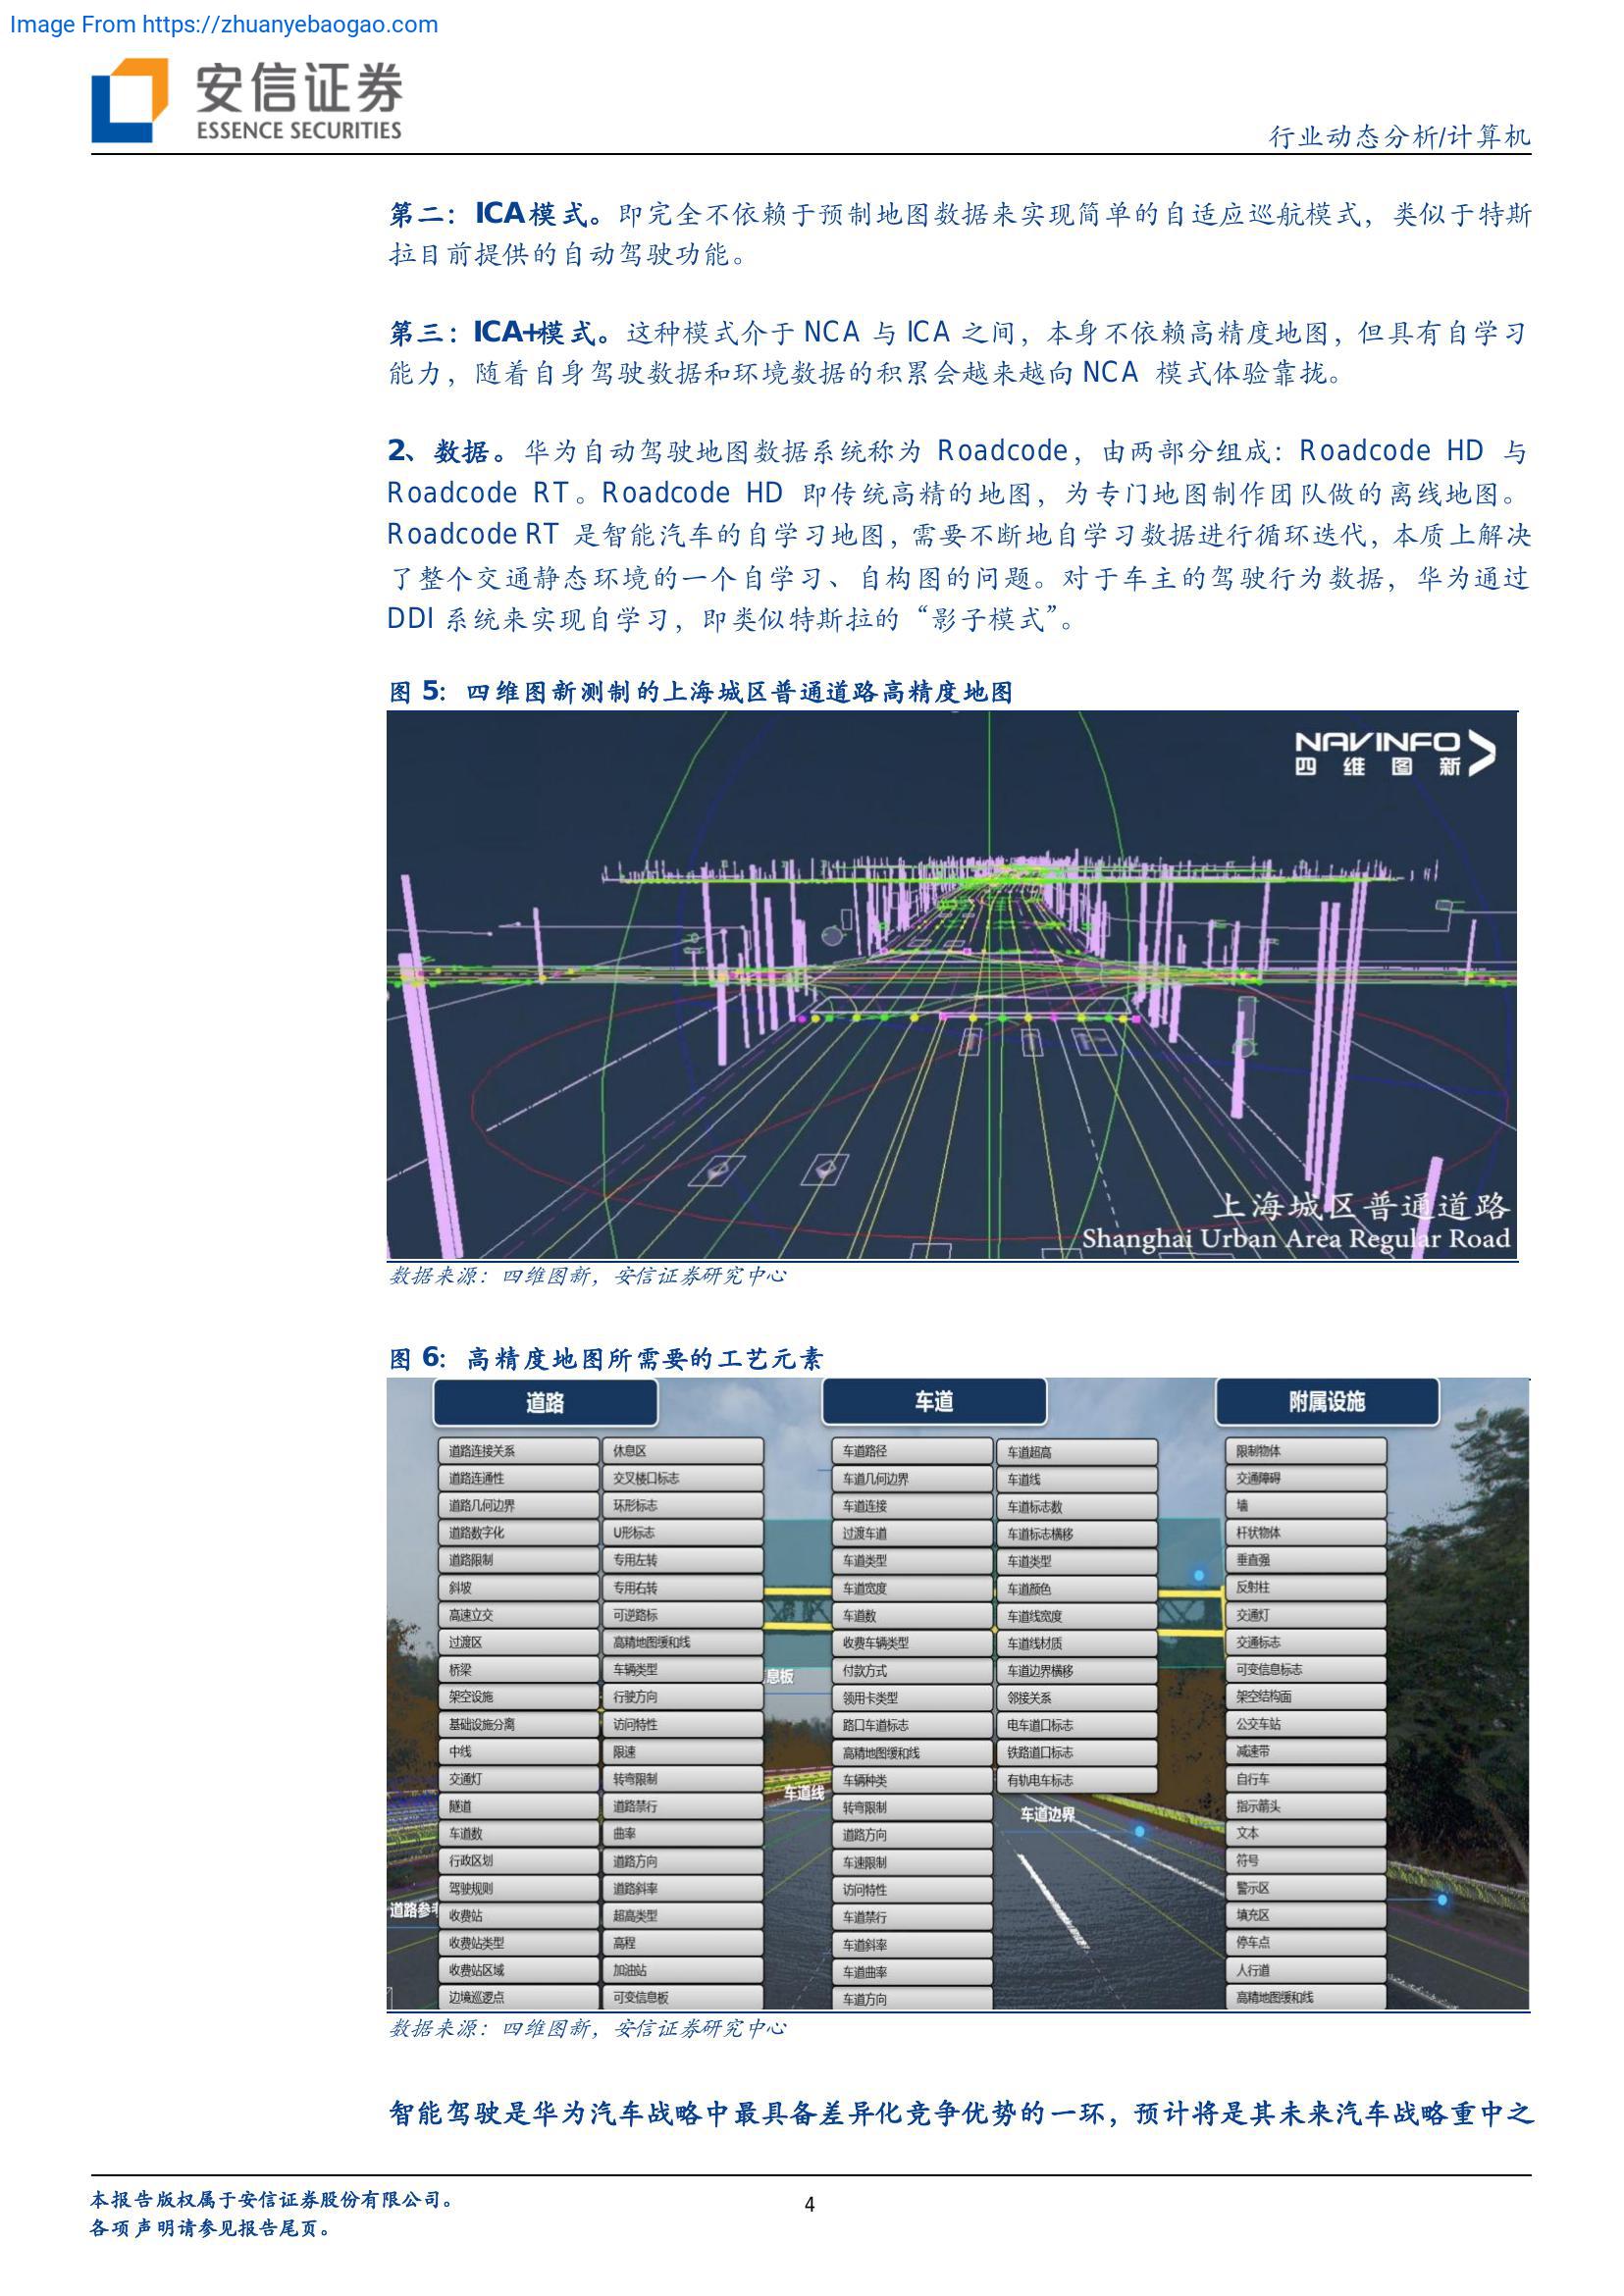 Image From https://zhuanyebaogao.com
安信证券
ESSENCE SECURITIES
行业动态分析/计算机
第二：ICA模式。即完全不依赖于预制地图数据来实现简单的自适应巡航模式，类似于特斯
拉目前提供的自动驾驶功能。
第三：ICA+模式。这种模式介于 NCA 与 ICA 之间，本身不依赖高精度地图，但具有自学习
能力，随着自身驾驶数据和环境数据的积累会越来越向 NCA 模式体验靠拢。
2、数据。华为自动驾驶地图数据系统称为 Roadcode，由两部分组成：Roadcode HD 与
Roadcode RT。Roadcode HD 即传统高精的地图，为专门地图制作团队做的离线地图。
Roadcode RT 是智能汽车的自学习地图，需要不断地自学习数据进行循环迭代，本质上解决
了整个交通静态环境的一个自学习、自构图的问题。对于车主的驾驶行为数据，华为通过
DDI 系统来实现自学习，即类似特斯拉的“影子模式”。
图 5：四维图新测制的上海城区普通道路高精度地图
NAVINFO
四维图新
上海城区普通道路
Shanghai Urban Area Regular Road
数据来源：四维图新，安信证券研究中心
图 6：高精度地图所需要的工艺元素
道路
道路连接关系
道路连通性
道路几何边界
道路数字化
道路限制
斜坡
高速立交
过渡区
桥梁
架空设施
基础设施分离
中线
交通灯
隧道
车道数
行政区划
驾驶规则
收费站
收费站类型
收费站区域
边境巡逻点
休息区
交叉楼口标志
环形标志
U形标志
专用左转
专用右转
可逆路标
高精地图缓和线
车辆类型
行驶方向
访问特性
限速
转弯限制
道路禁行
曲率
道路方向
道路斜率
超高类型
高程
加油站
可变信息板
车道
车道路径
车道几何边界
车道连接
过渡车道
车道类型
车道宽度
车道数
收费车辆类型
付款方式
领用卡类型
路口车道标志
高精地图缓和线
车辆种类
转弯限制
道路方向
车速限制
访问特性
车道禁行
车道斜率
车道曲率
车道方向
车道超高
车道线
车道标志数
车道标志横移
车道类型
车道颜色
车道线宽度
车道线材质
车道边界横移
邻接关系
电车道口标志
铁路道口标志
有轨电车标志
附属设施
限制物体
交通障碍
墙
杆状物体
垂直强
反射柱
交通灯
交通标志
可变信息标志
架空结构面
公交车站
减速带
自行车
指示箭头
文本
符号
警示区
填充区
停车点
人行道
高精地图缓和线
息板
车道线
车道边界
道路参
数据来源：四维图新，安信证券研究中心
智能驾驶是华为汽车战略中最具备差异化竞争优势的一环，预计将是其未来汽车战略重中之
本报告版权属于安信证券股份有限公司。
各项声明请参见报告尾页。
4